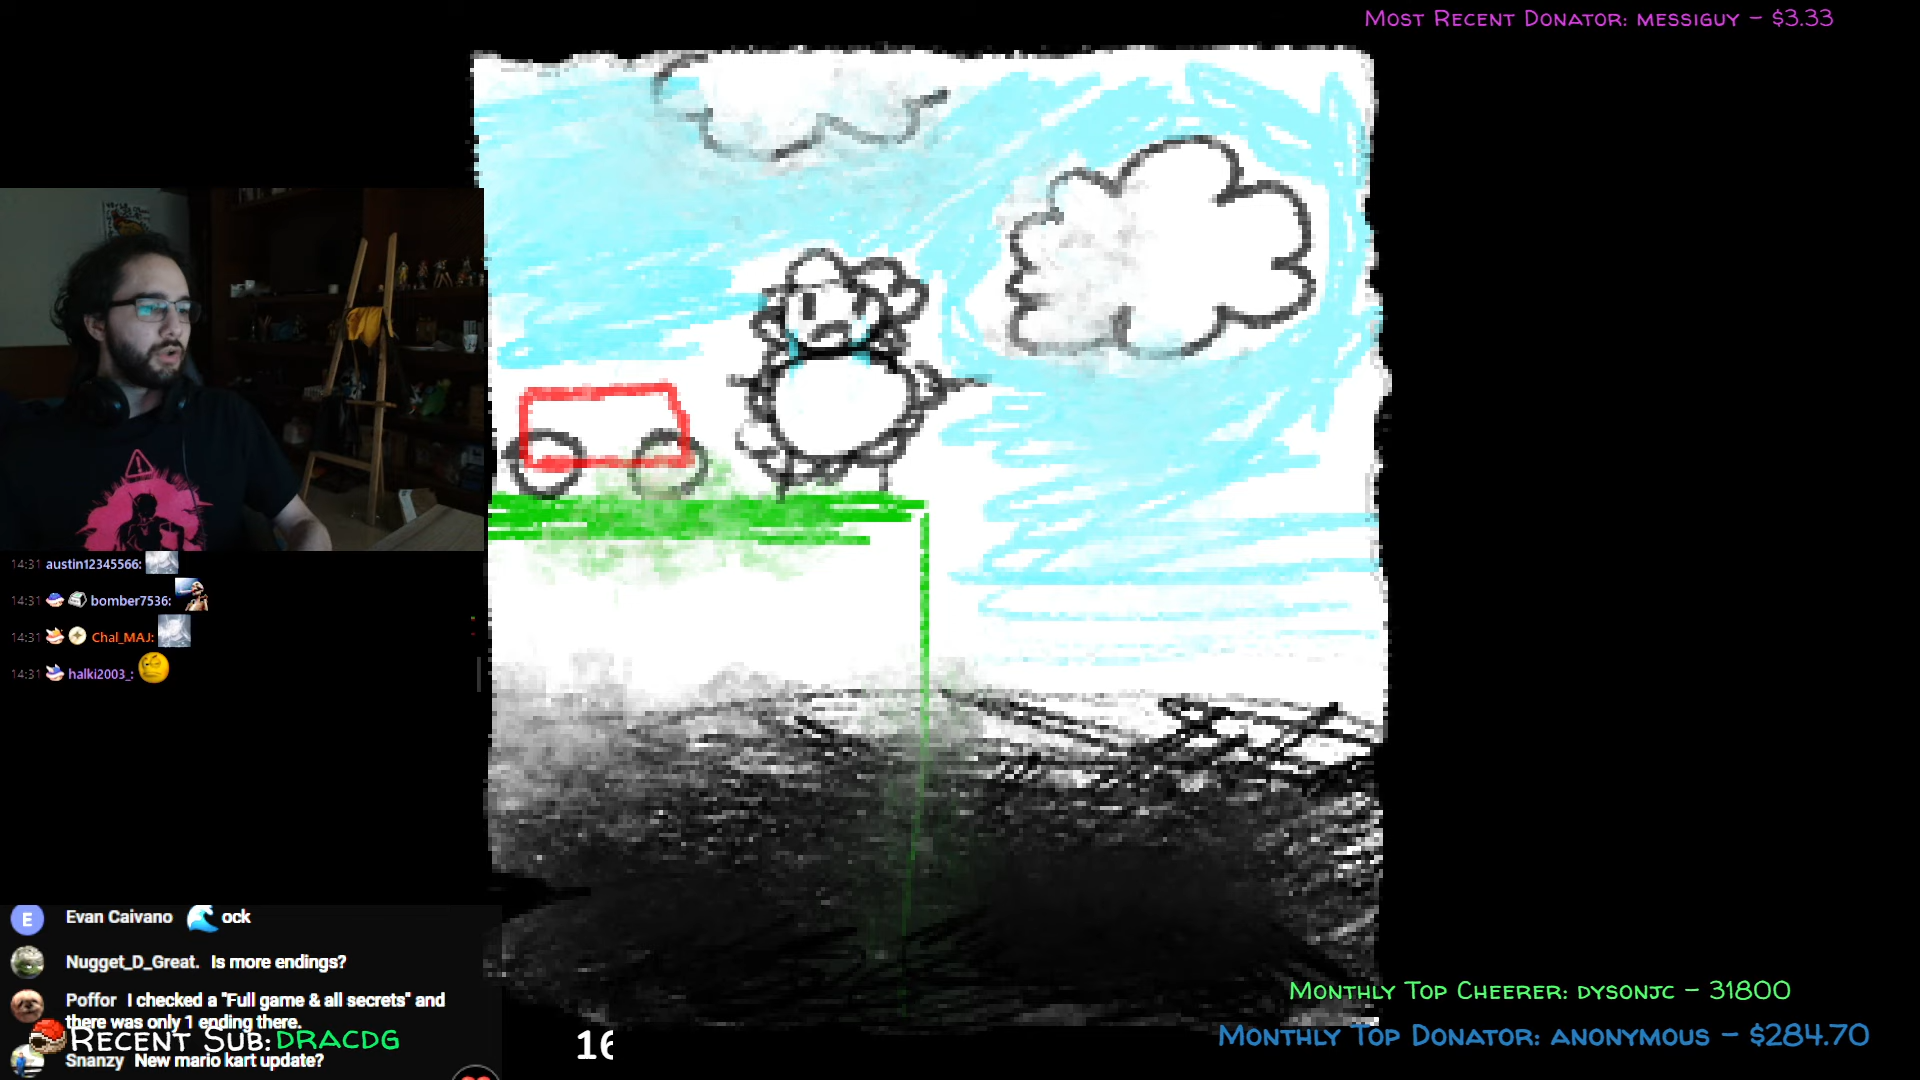 MOST RECENT DONATOR: MESSIGUY - $3.33
14:31 austin12345566:
14:31 bomber7536:
14:31 Chal_MAJ:
14:31 halki2003_:
E Evan Caivano ock
Nugget_D_Great. Is more endings?
Poffor I checked a "Full game & all secrets" and
there was only 1 ending there.
RECENT SUB: DRACDG
Snanzy New mario kart update?
16
MONTHLY TOP CHEERER: DYSONJC - 31800
MONTHLY TOP DONATOR: ANONYMOUS - $284.70